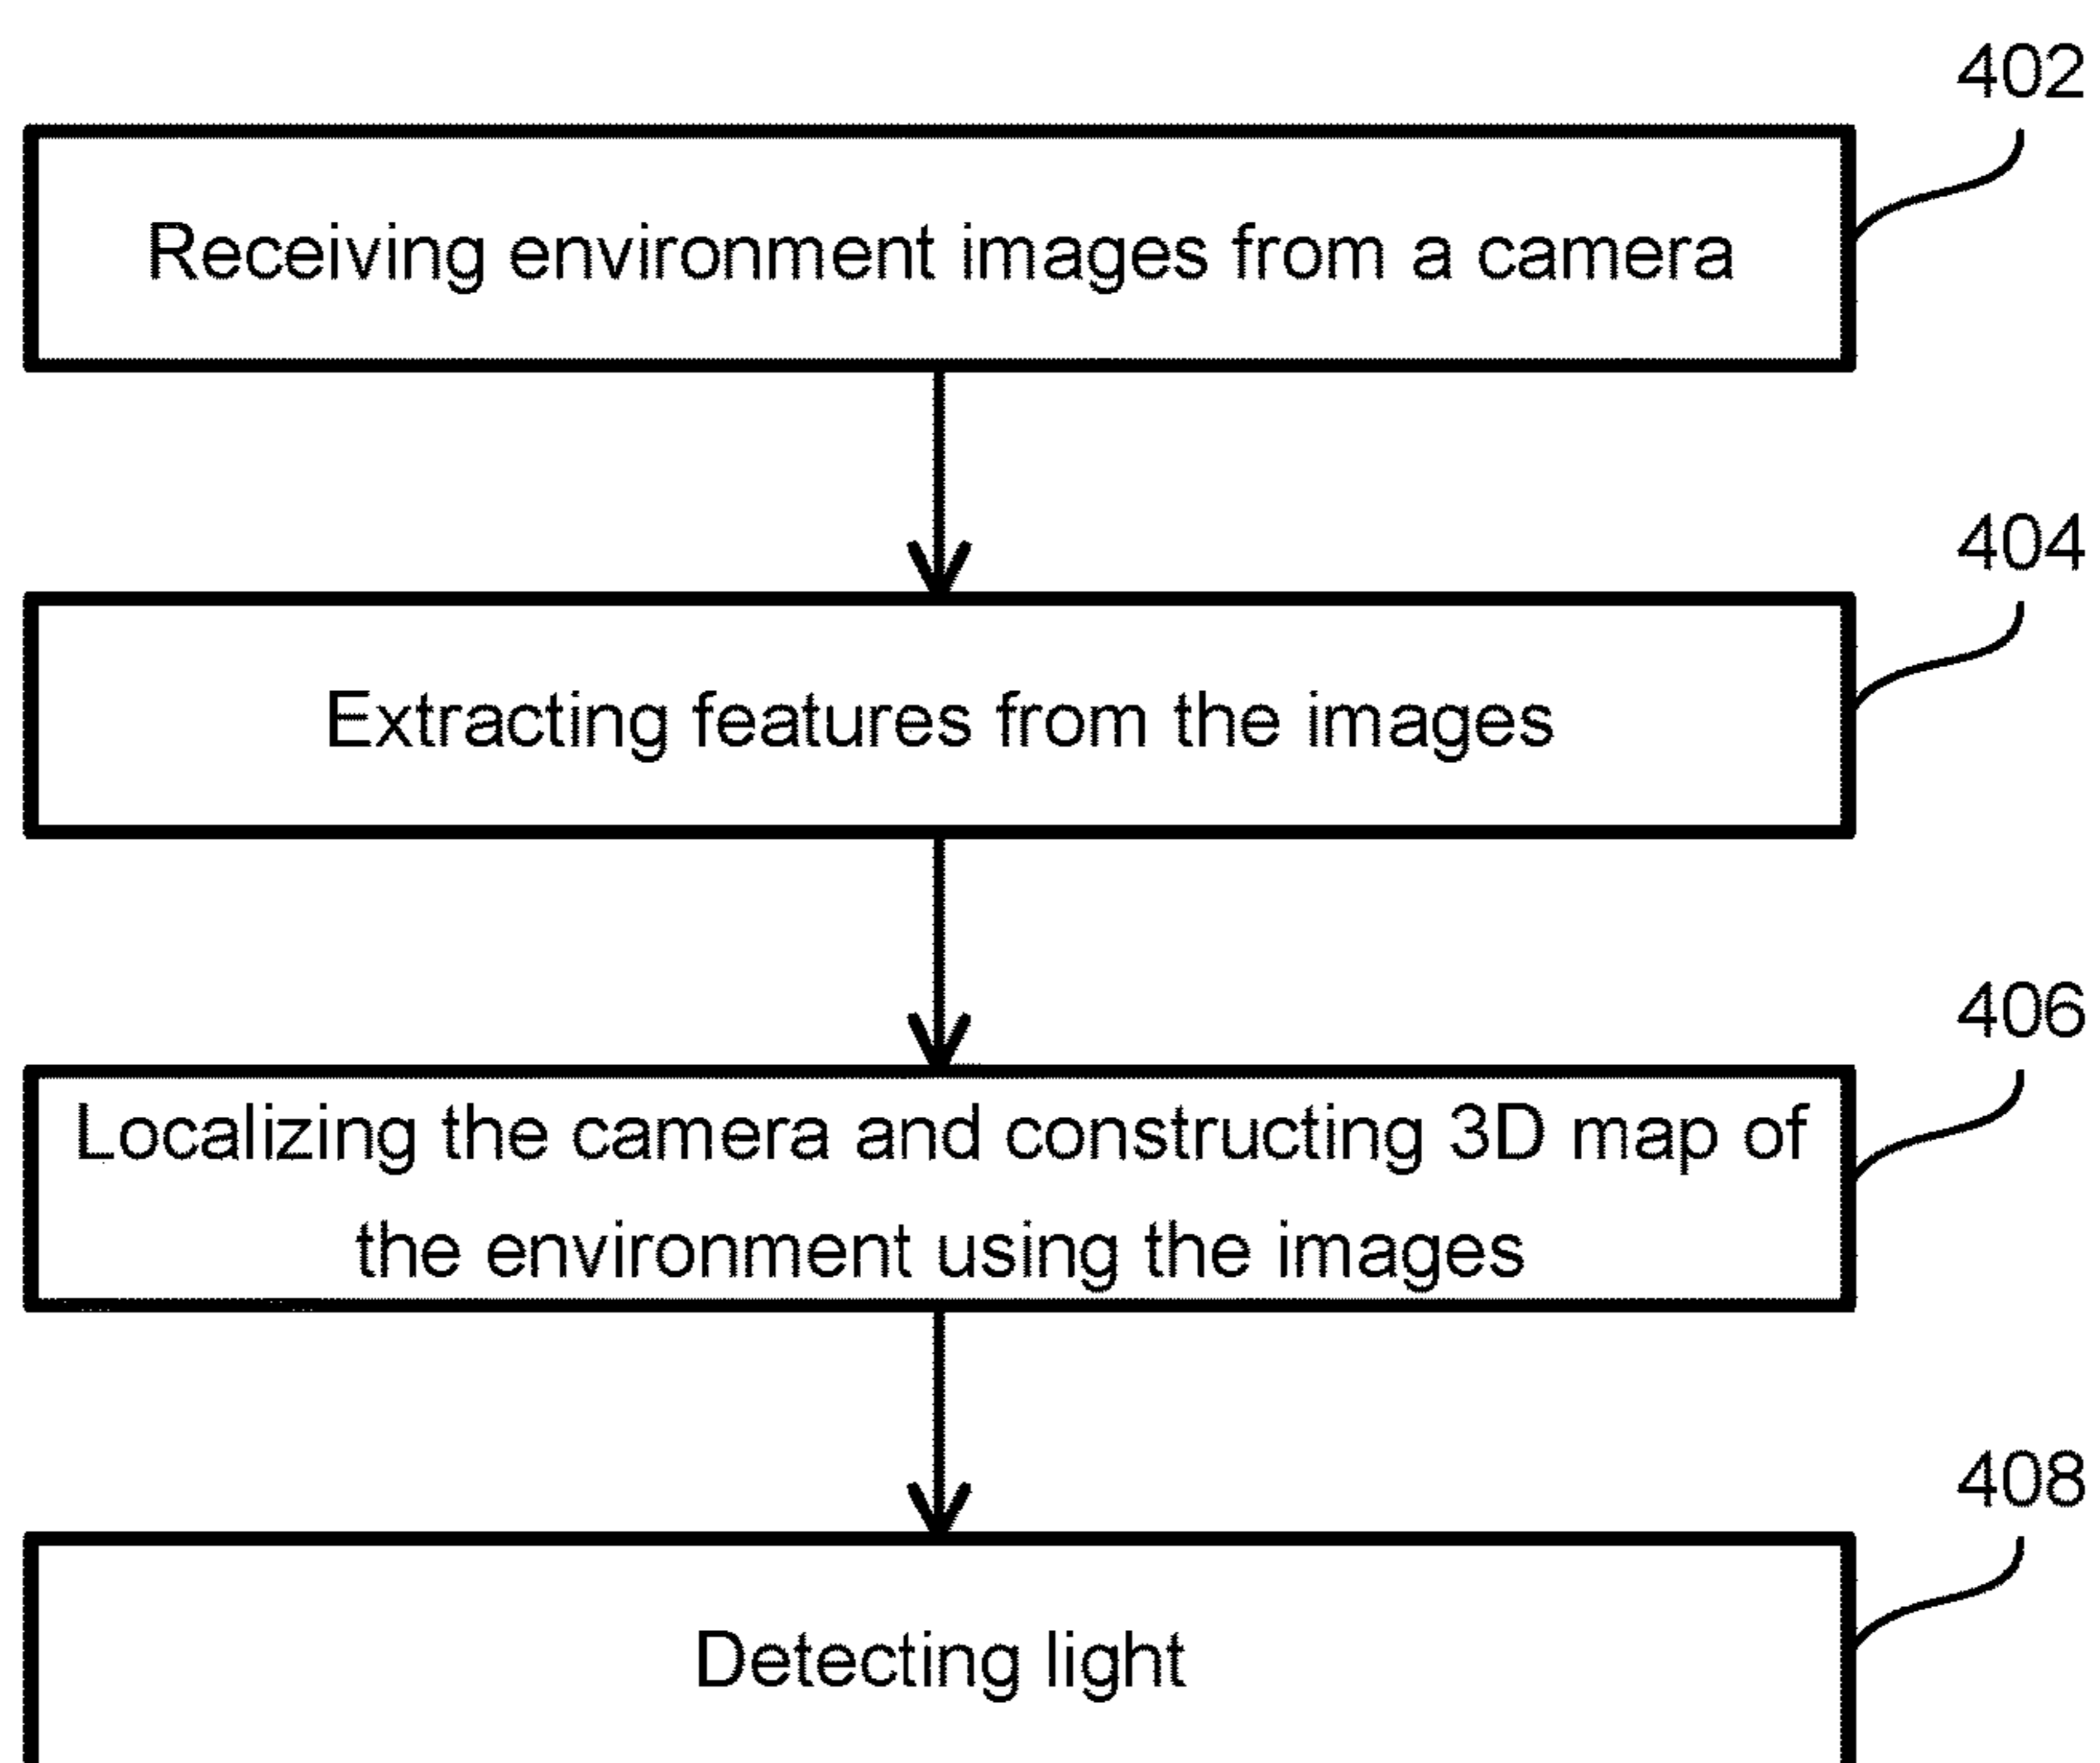 402
Receiving environment images from a camera
404
Extracting features from the images
406
Localizing the camera and constructing 3D map of
the environment using the images
408
Detecting light